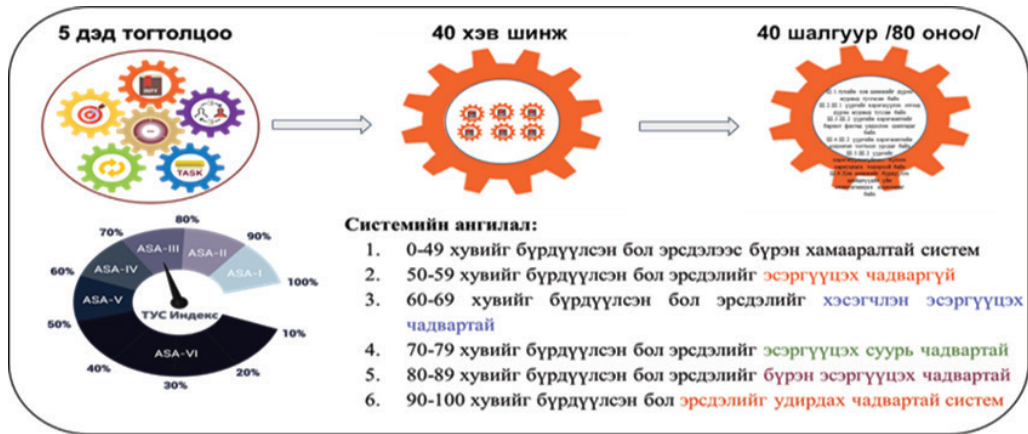 5 дэд тогтолцоо
40 хэв шинж
40 шалгуур /80 оноо/
DUTY
TASK
80%
70%
90%
60%
100%
50%
10%
40%
20%
30%
ASA-III
ASA-II
ASA-IV
ASA-I
ASA-V
ТУС Индекс
ASA-VI
Системийн ангилал:
1. 0-49 хувийг бүрдүүлсэн бол эрсдэлээс бүрэн хамааралтай систем
2. 50-59 хувийг бүрдүүлсэн бол эрсдэлийг эсэргүүцэх чадваргүй
3. 60-69 хувийг бүрдүүлсэн бол эрсдэлийг хэсэгчлэн эсэргүүцэх
чадвартай
4. 70-79 хувийг бүрдүүлсэн бол эрсдэлийг эсэргүүцэх суурь чадвартай
5. 80-89 хувийг бүрдүүлсэн бол эрсдэлийг бүрэн эсэргүүцэх чадвартай
6. 90-100 хувийг бүрдүүлсэн бол эрсдэлийг удирдах чадвартай систем